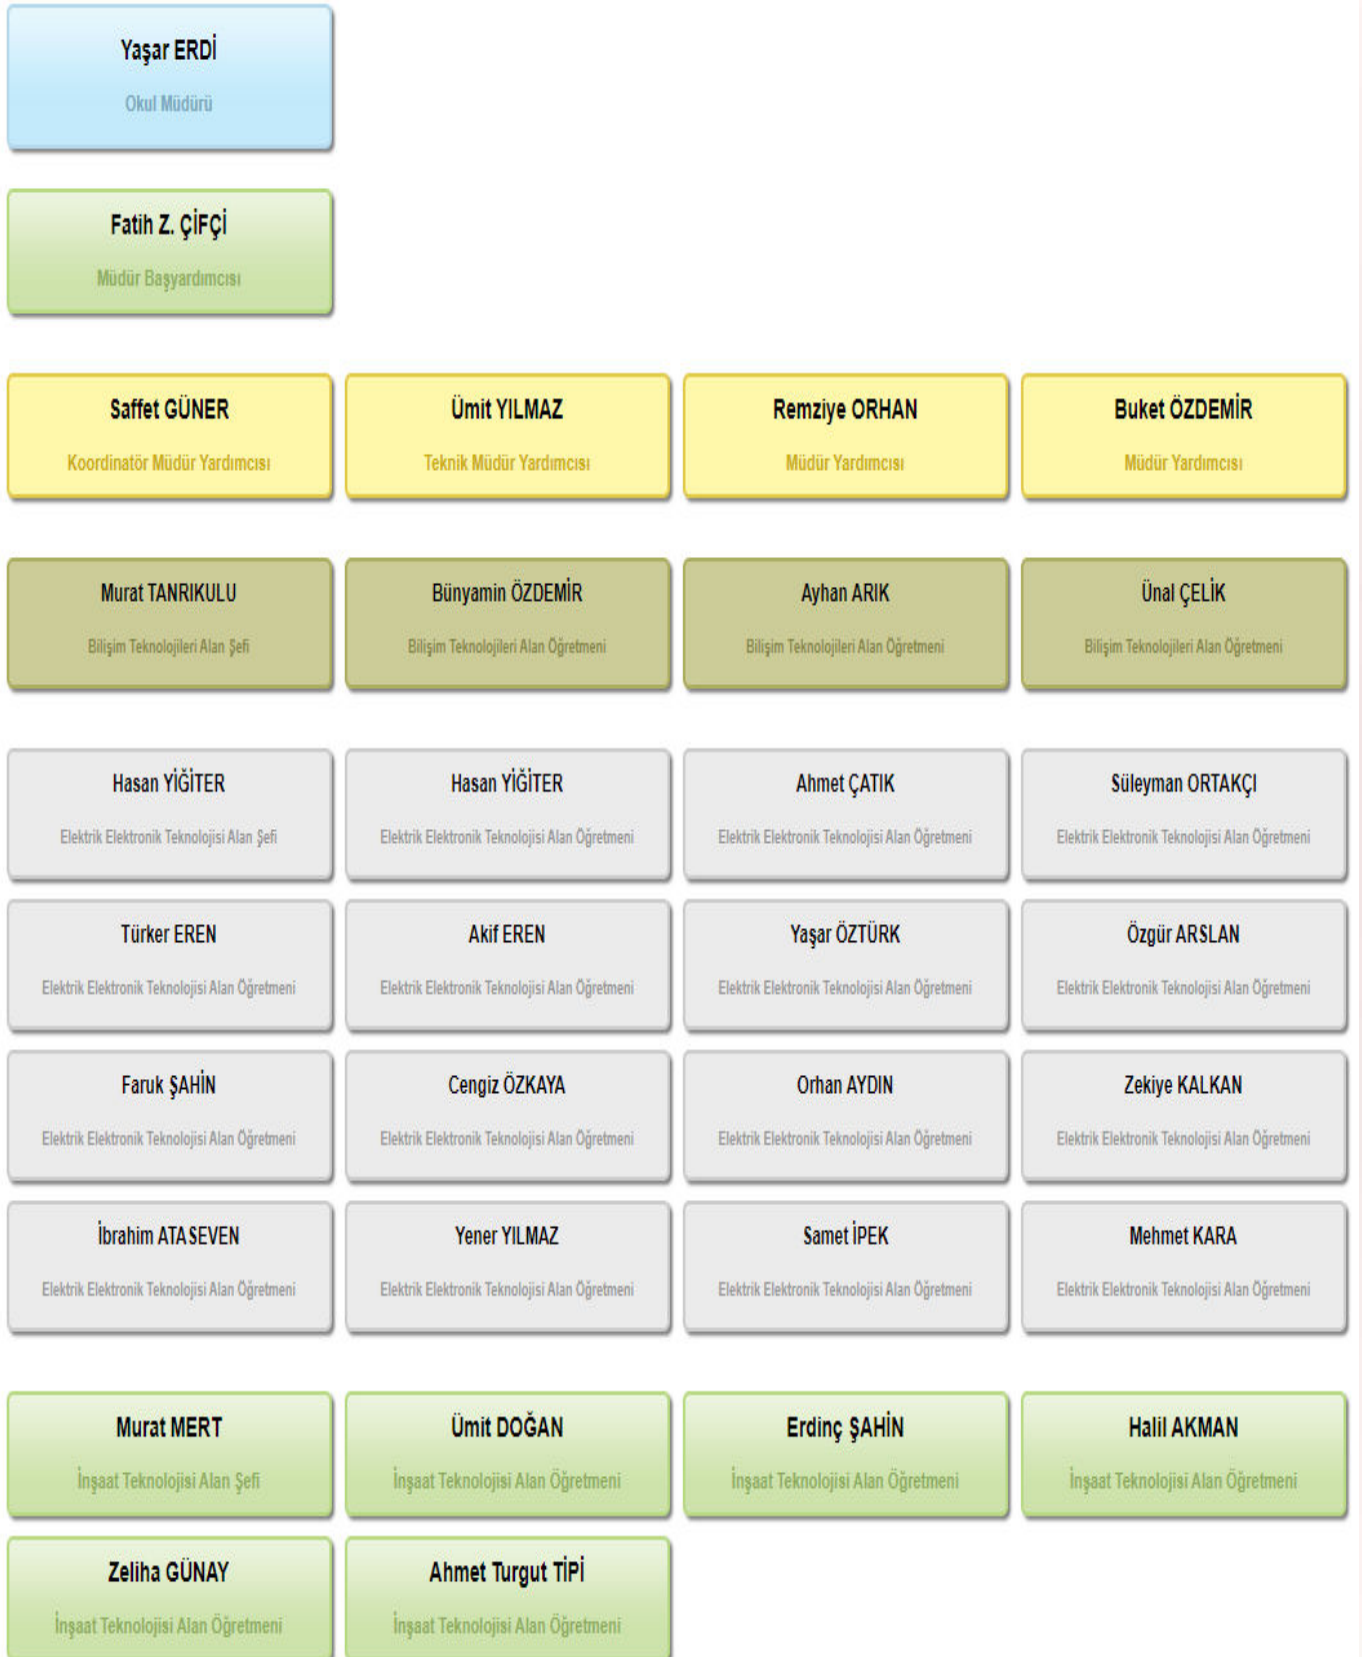 Yaşar ERDİ
Okul Müdürü
Fatih Z. ÇİFÇİ
Müdür Başyardımcısı
Saffet GÜNER
Koordinatör Müdür Yardımcısı
Ümit YILMAZ
Teknik Müdür Yardımcısı
Remziye ORHAN
Müdür Yardımcısı
Buket ÖZDEMİR
Müdür Yardımcısı
Murat TANRIKULU
Bilişim Teknolojileri Alan Şefi
Bünyamin ÖZDEMİR
Bilişim Teknolojileri Alan Öğretmeni
Ayhan ARIK
Bilişim Teknolojileri Alan Öğretmeni
Ünal ÇELİK
Bilişim Teknolojileri Alan Öğretmeni
Hasan YİĞİTER
Elektrik Elektronik Teknolojisi Alan Şefi
Hasan YİĞİTER
Elektrik Elektronik Teknolojisi Alan Öğretmeni
Ahmet ÇATIK
Elektrik Elektronik Teknolojisi Alan Öğretmeni
Süleyman ORTAKÇI
Elektrik Elektronik Teknolojisi Alan Öğretmeni
Türker EREN
Elektrik Elektronik Teknolojisi Alan Öğretmeni
Akif EREN
Elektrik Elektronik Teknolojisi Alan Öğretmeni
Yaşar ÖZTÜRK
Elektrik Elektronik Teknolojisi Alan Öğretmeni
Özgür ARSLAN
Elektrik Elektronik Teknolojisi Alan Öğretmeni
Faruk ŞAHİN
Elektrik Elektronik Teknolojisi Alan Öğretmeni
Cengiz ÖZKAYA
Elektrik Elektronik Teknolojisi Alan Öğretmeni
Orhan AYDIN
Elektrik Elektronik Teknolojisi Alan Öğretmeni
Zekiye KALKAN
Elektrik Elektronik Teknolojisi Alan Öğretmeni
İbrahim ATASEVEN
Elektrik Elektronik Teknolojisi Alan Öğretmeni
Yener YILMAZ
Elektrik Elektronik Teknolojisi Alan Öğretmeni
Samet İPEK
Elektrik Elektronik Teknolojisi Alan Öğretmeni
Mehmet KARA
Elektrik Elektronik Teknolojisi Alan Öğretmeni
Murat MERT
İnşaat Teknolojisi Alan Şefi
Ümit DOĞAN
İnşaat Teknolojisi Alan Öğretmeni
Erdinç ŞAHİN
İnşaat Teknolojisi Alan Öğretmeni
Halil AKMAN
İnşaat Teknolojisi Alan Öğretmeni
Zeliha GÜNAY
İnşaat Teknolojisi Alan Öğretmeni
Ahmet Turgut TİPİ
İnşaat Teknolojisi Alan Öğretmeni